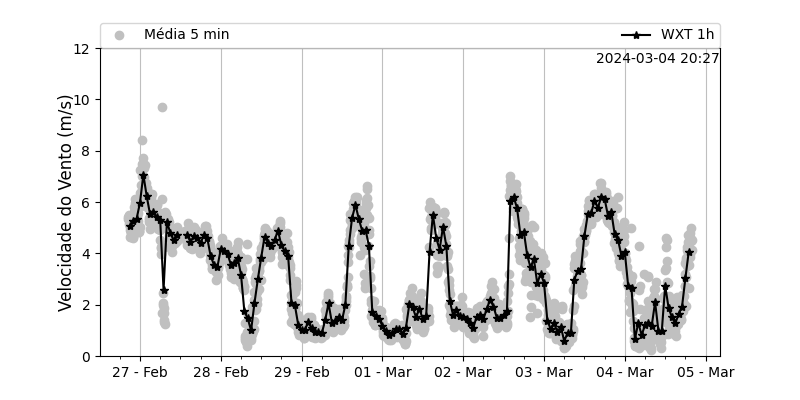 Média 5 min
WXT 1h
2024-03-04 20:27
Velocidade do Vento (m/s)
12
10
8
6
4
2
0
27 - Feb
28 - Feb
29 - Feb
01 - Mar
02 - Mar
03 - Mar
04 - Mar
05 - Mar